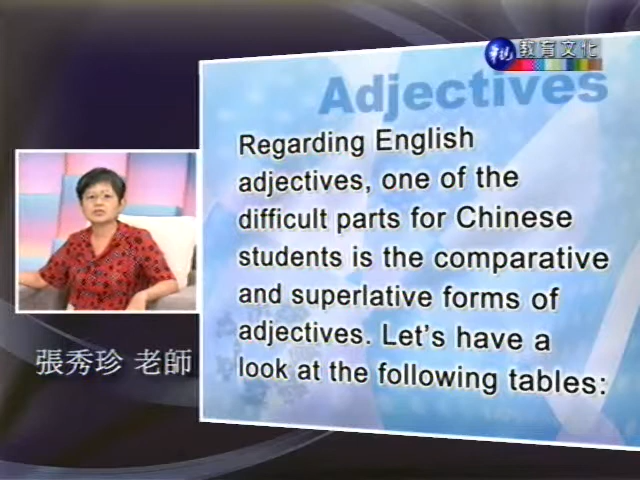 華視 教育文化
Adjectives
Regarding English
adjectives, one of the
difficult parts for Chinese
students is the comparative
and superlative forms of
adjectives. Let's have a
look at the following tables:
張秀珍 老師